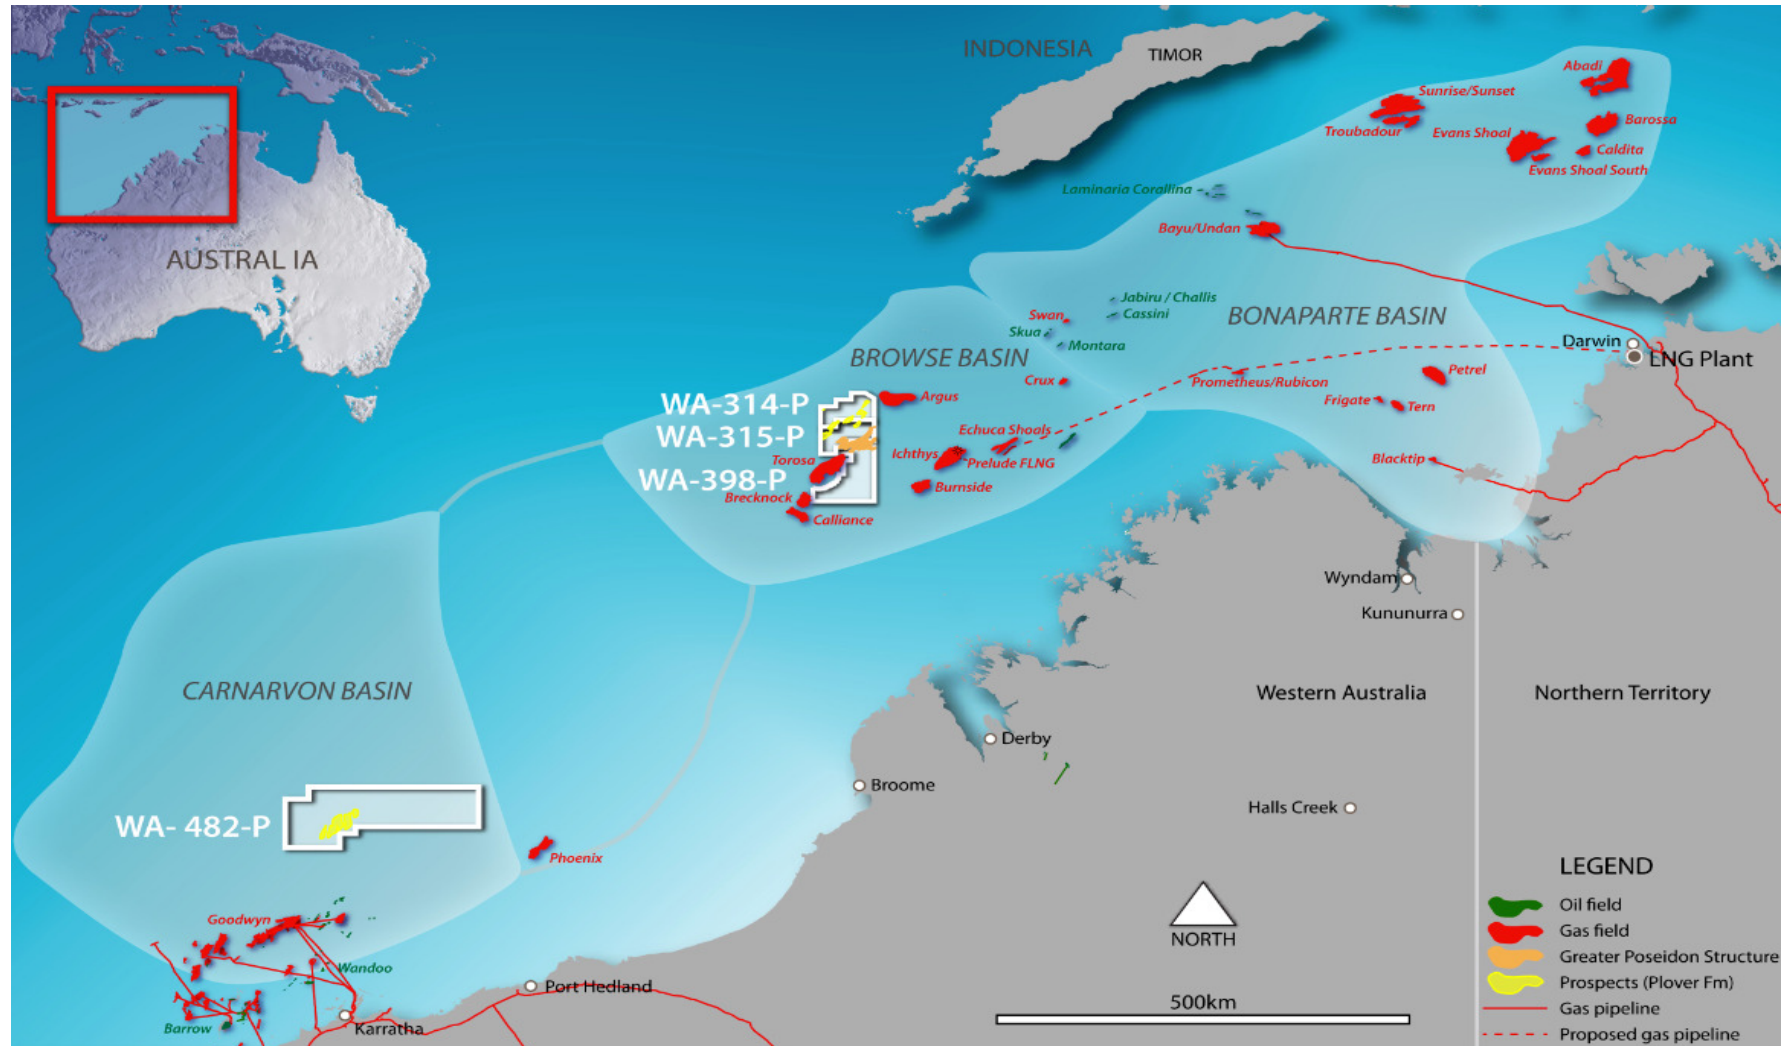 INDONESIA
TIMOR
AUSTRAL IA
Abadi
Sunrise/Sunset
Troubadour
Evans Shoal
Barossa
Caldita
Evans Shoal South
Laminaria Corallina
Bayu/Undan
Jabiru / Challis
Cassini
Swan
Skua
Montara
BONAPARTE BASIN
BROWSE BASIN
Darwin
LNG Plant
Crux
Prometheus/Rubicon
Petrel
Frigate
Tern
Argus
WA-314-P
WA-315-P
Echuca Shoals
Ichthys
Prelude FLNG
Torosa
WA-398-P
Burnside
Brecknock
Calliance
Blacktip
Wyndam
Kununurra
CARNARVON BASIN
Western Australia
Northern Territory
Derby
Broome
Halls Creek
WA- 482-P
Phoenix
Goodwyn
Wandoo
Barrow
Port Hedland
Karratha
NORTH
500km
LEGEND
Oil field
Gas field
Greater Poseidon Structure
Prospects (Plover Fm)
Gas pipeline
Proposed gas pipeline